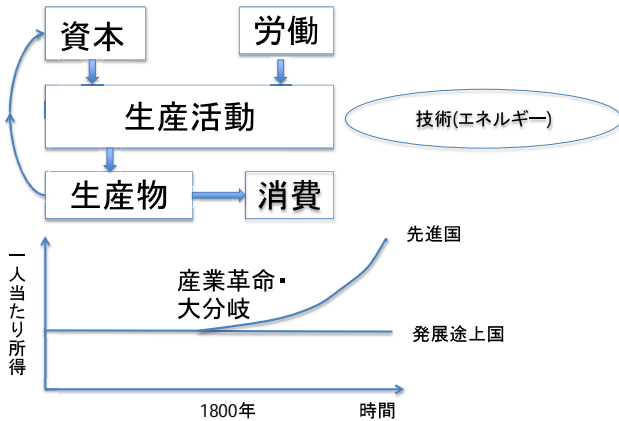 資本
労働
生産活動
技術(エネルギー)
生産物
消費
一人当たり所得
産業革命・
大分岐
先進国
発展途上国
1800年
時間